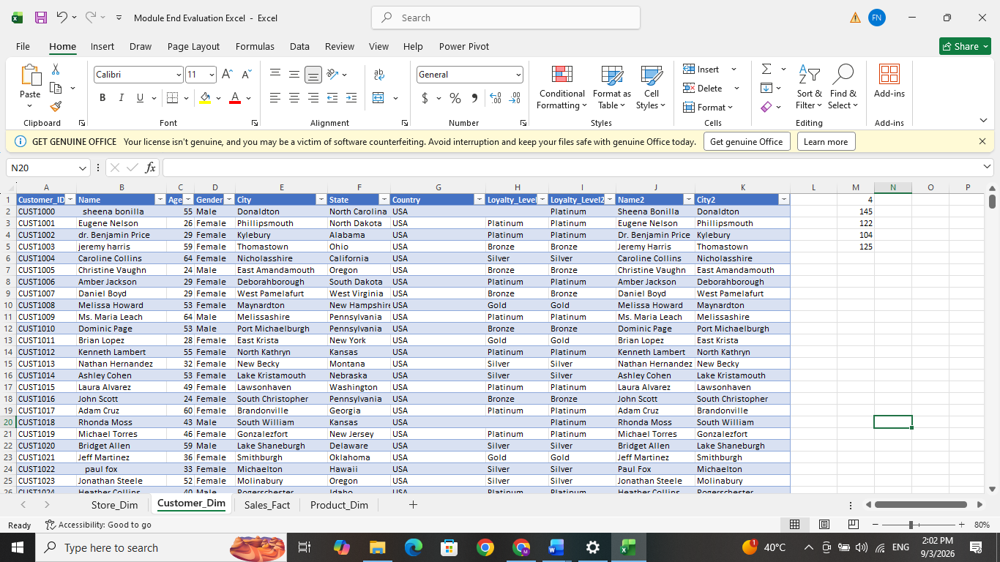 Module End Evaluation Excel - Excel
Search
FN
File Home Insert Draw Page Layout Formulas Data Review View Help Power Pivot
Share
Paste
Clipboard
Calibri 11
B I U
Font
ab
Alignment
General
$ % 9
Number
Conditional Formatting
Format as Table
Cell Styles
Styles
Insert
Delete
Format
Cells
Sort & Filter
Find & Select
Editing
Add-ins
Add-ins
GET GENUINE OFFICE Your license isn't genuine, and you may be a victim of software counterfeiting. Avoid interruption and keep your files safe with genuine Office today. Get genuine Office Learn more
N20 fx
A B C D E F G H I J K L M N O P
1 Customer_ID Name Age Gender City State Country Loyalty_Level Loyalty_Level2 Name2 City2 4
2 CUST1000 sheena bonilla 55 Male Donaldton North Carolina USA Platinum Sheena Bonilla Donaldton 145
3 CUST1001 Eugene Nelson 26 Female Phillipsmouth North Dakota USA Platinum Platinum Eugene Nelson Phillipsmouth 122
4 CUST1002 dr. Benjamin Price 29 Female Kylebury Alabama USA Platinum Platinum Dr. Benjamin Price Kylebury 104
5 CUST1003 jeremy harris 59 Female Thomastown Ohio USA Bronze Bronze Jeremy Harris Thomastown 125
6 CUST1004 Caroline Collins 64 Female Nicholasshire California USA Silver Silver Caroline Collins Nicholasshire
7 CUST1005 Christine Vaughn 24 Male East Amandamouth Oregon USA Bronze Bronze Christine Vaughn East Amandamouth
8 CUST1006 Amber Jackson 29 Female Deborahborough South Dakota USA Platinum Platinum Amber Jackson Deborahborough
9 CUST1007 Daniel Boyd 29 Female West Pamelafurt West Virginia USA Bronze Bronze Daniel Boyd West Pamelafurt
10 CUST1008 Melissa Howard 53 Female Maynardton New Hampshire USA Gold Gold Melissa Howard Maynardton
11 CUST1009 Ms. Maria Leach 64 Male Melissashire Pennsylvania USA Platinum Platinum Ms. Maria Leach Melissashire
12 CUST1010 Dominic Page 53 Male Port Michaelburgh Pennsylvania USA Bronze Bronze Dominic Page Port Michaelburgh
13 CUST1011 Brian Lopez 28 Female East Krista New York USA Gold Gold Brian Lopez East Krista
14 CUST1012 Kenneth Lambert 55 Female North Kathryn Kansas USA Platinum Platinum Kenneth Lambert North Kathryn
15 CUST1013 Nathan Hernandez 32 Female New Becky Montana USA Silver Silver Nathan Hernandez New Becky
16 CUST1014 Ashley Cohen 53 Female Lake Kristamouth Nebraska USA Silver Silver Ashley Cohen Lake Kristamouth
17 CUST1015 Laura Alvarez 49 Female Lawsonhaven Washington USA Platinum Platinum Laura Alvarez Lawsonhaven
18 CUST1016 John Scott 24 Female South Christopher Pennsylvania USA Bronze Bronze John Scott South Christopher
19 CUST1017 Adam Cruz 60 Female Brandonville Georgia USA Platinum Platinum Adam Cruz Brandonville
20 CUST1018 Rhonda Moss 43 Male South William Kansas USA Platinum Rhonda Moss South William
21 CUST1019 Michael Torres 46 Female Gonzalezfort New Jersey USA Platinum Platinum Michael Torres Gonzalezfort
22 CUST1020 Bridget Allen 59 Male Lake Shaneburgh Delaware USA Silver Silver Bridget Allen Lake Shaneburgh
23 CUST1021 Jeff Martinez 36 Female Smithburgh Oklahoma USA Gold Gold Jeff Martinez Smithburgh
24 CUST1022 paul fox 33 Female Michaelton Hawaii USA Silver Silver Paul Fox Michaelton
25 CUST1023 Jonathan Steele 52 Female Molinabury Oregon USA Silver Silver Jonathan Steele Molinabury
26 CUST1024 Heather Collins 40 Male Rogerschester Idaho USA Platinum Platinum Heather Collins Rogerschester
Store_Dim Customer_Dim Sales_Fact Product_Dim
Ready Accessibility: Good to go 80%
Type here to search
1 40°C ENG 2:02 PM
9/3/2026